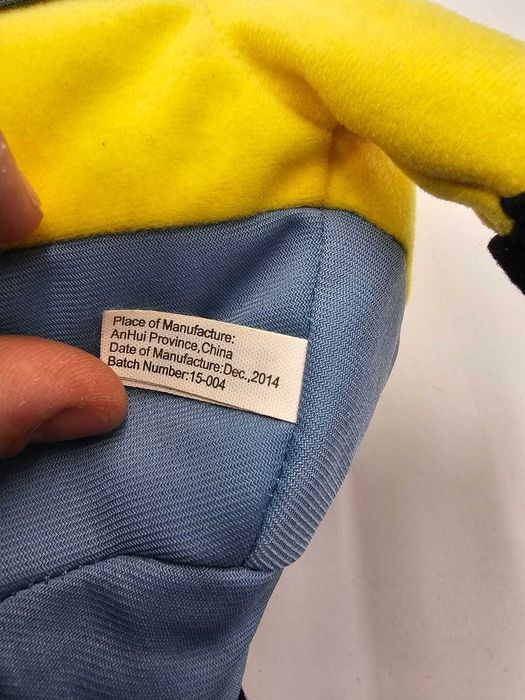 Place of Manufacture:
AnHui Province,China
Date of Manufacture:Dec.,2014
Batch Number:15-004